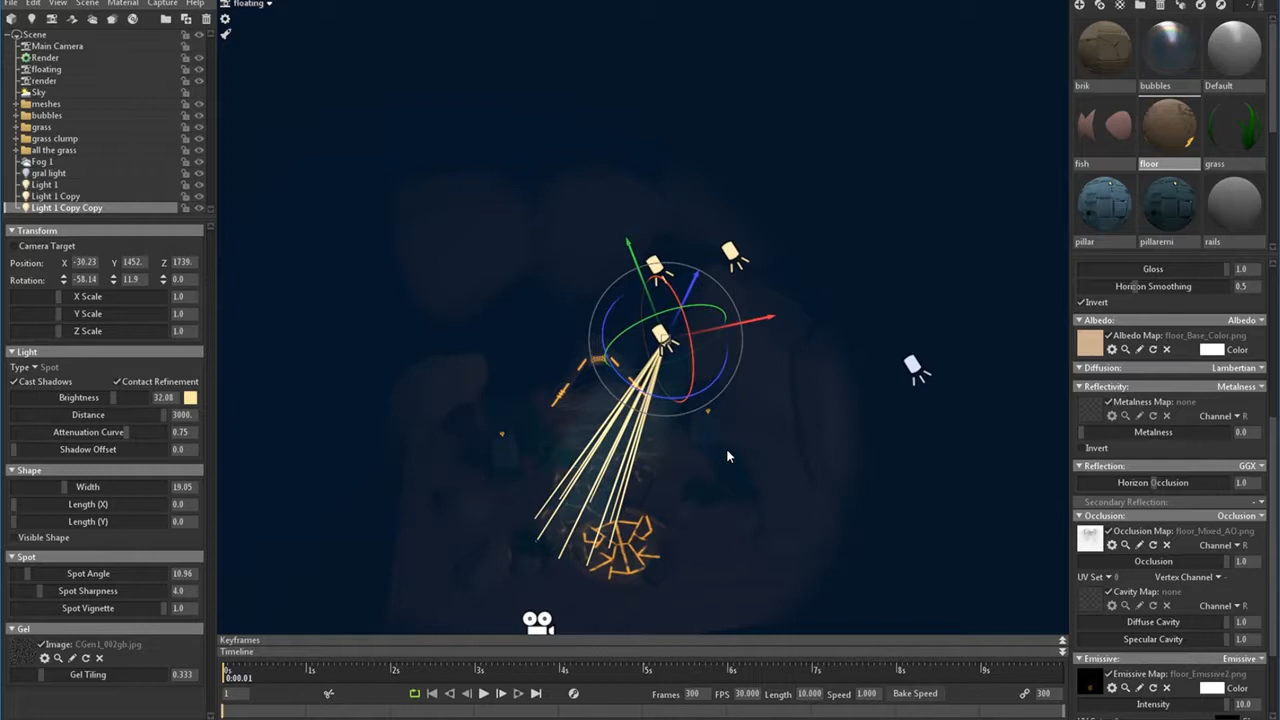 File Edit View Scene Material Capture Help
floating
Scene
Main Camera
Render
floating
render
Sky
meshes
bubbles
grass
grass clump
all the grass
Fog 1
gral light
Light 1
Light 1 Copy
Light 1 Copy Copy
Transform
Camera Target
Position: X -30.23 Y 1452. Z 1739.
Rotation: -58.14 11.9 0.0
X Scale 1.0
Y Scale 1.0
Z Scale 1.0
Light
Type Spot
Cast Shadows Contact Refinement
Brightness 32.08
Distance 3000.
Attenuation Curve 0.75
Shadow Offset 0.0
Shape
Width 19.05
Length (X) 0.0
Length (Y) 0.0
Visible Shape
Spot
Spot Angle 10.96
Spot Sharpness 4.0
Spot Vignette 1.0
Gel
Image: CGen1_002gb.jpg
Gel Tiling 0.333
Keyframes
Timeline
0s 1s 2s 3s 4s 5s 6s 7s 8s 9s
0:00.01
1 Frames 300 FPS 30.000 Length 10.000 Speed 1.000 Bake Speed 300
brik bubbles Default
fish floor grass
pillar pillaremi rails
Gloss 1.0
Horizon Smoothing 0.5
Invert
Albedo: Albedo
Albedo Map: floor_Base_Color.png
Color
Diffusion: Lambertian
Reflectivity: Metalness
Metalness Map: none
Channel
Metalness 0.0
Invert
Reflection: GGX
Horizon Occlusion 1.0
Secondary Reflection: -
Occlusion: Occlusion
Occlusion Map: floor_Mixed_AO.png
Channel R
Occlusion 1.0
UV Set 0 Vertex Channel -
Cavity Map: none
Channel R
Diffuse Cavity 1.0
Specular Cavity 1.0
Emissive: Emissive
Emissive Map: floor_Emissive2.png
Color
Intensity 10.0